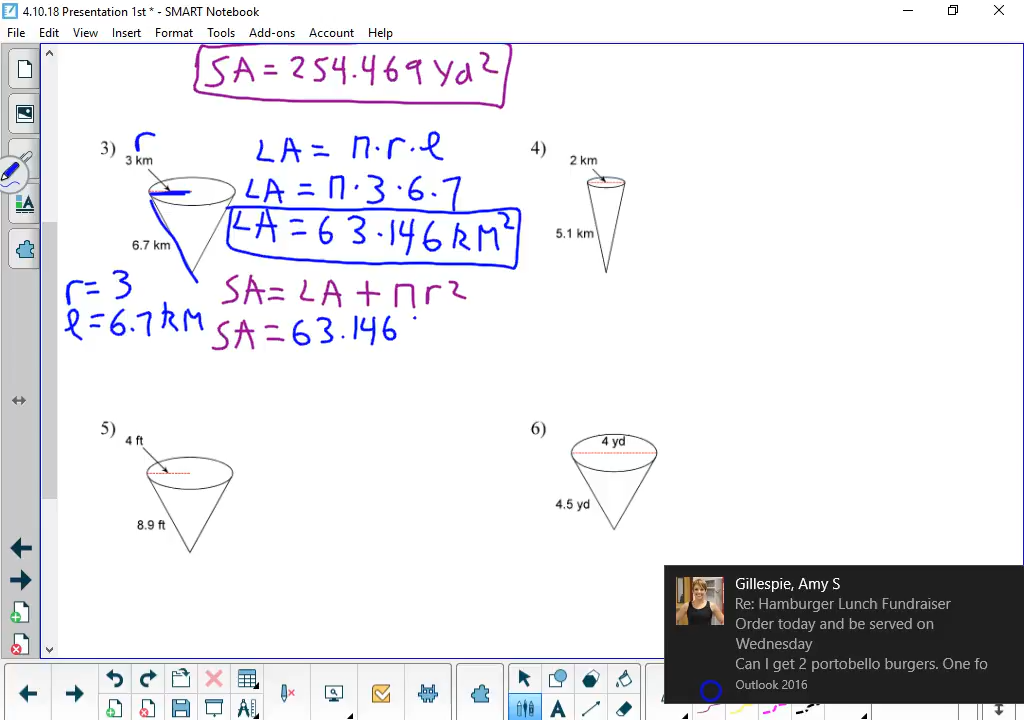 4.10.18 Presentation 1st * - SMART Notebook
File Edit View Insert Format Tools Add-ons Account Help
SA = 254.469 yd²
3)
r
3 km
6.7 km
r = 3
l = 6.7 km
LA = π · r · l
LA = π · 3 · 6.7
LA = 63.146 km²
SA = LA + πr²
SA = 63.146
4)
2 km
5.1 km
5)
4 ft
8.9 ft
6)
4 yd
4.5 yd
Gillespie, Amy S
Re: Hamburger Lunch Fundraiser
Order today and be served on
Wednesday
Can I get 2 portobello burgers. One fo
Outlook 2016